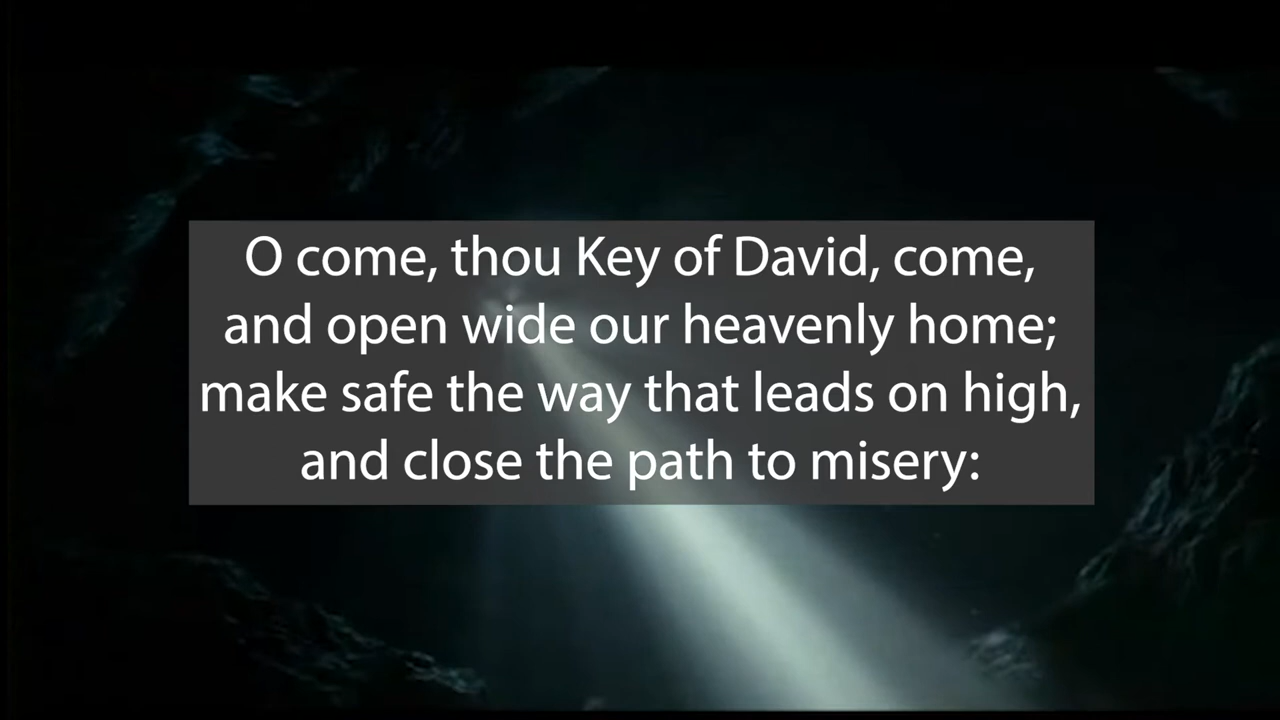 O come, thou Key of David, come,
and open wide our heavenly home;
make safe the way that leads on high,
and close the path to misery: